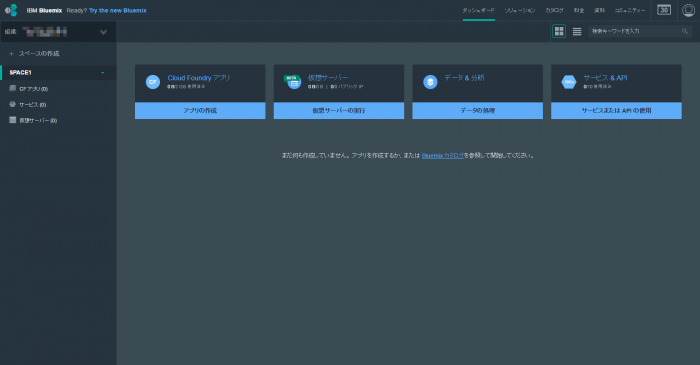 IBM Bluemix Ready? Try the new Bluemix
ダッシュボード ソリューション カタログ 料金 資料 コミュニティー 30
組織:
検索キーワードを入力
+ スペースの作成
SPACE1
CF アプリ (0)
サービス (0)
仮想サーバー (0)
CF Cloud Foundry アプリ
0 B/2 GB 使用済み
アプリの作成
BETA 仮想サーバー
0 B/0 B | 0/0 パブリック IP
仮想サーバーの実行
データ & 分析
データの処理
サービス & API
0/10 使用済み
サービスまたは API の使用
まだ何も作成していません。アプリを作成するか、または Bluemix カタログを参照して開始してください。